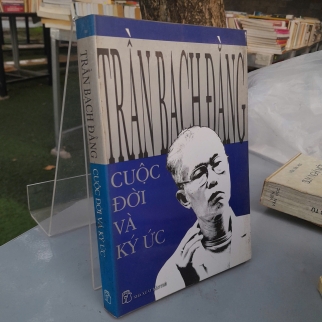 TRẦN BẠCH ĐẰNG
CUỘC
ĐỜI
VÀ
KÝ ỨC
TRẦN BẠCH ĐẰNG CUỘC ĐỜI VÀ KÝ ỨC